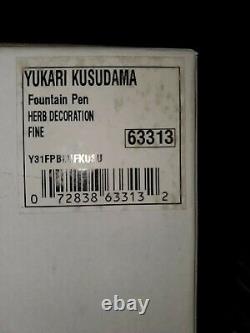 YUKARI KUSUDAMA
Fountain Pen
HERB DECORATION
FINE
63313
0 72838 63313 2